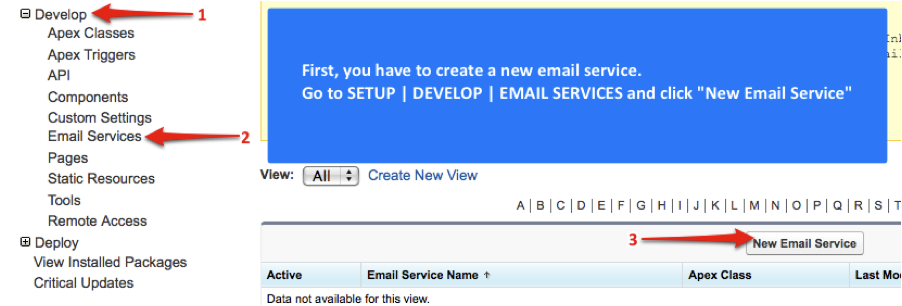 Develop
1
Apex Classes
Apex Triggers
API
Components
Custom Settings
Email Services
2
Pages
Static Resources
Tools
Remote Access
Deploy
View Installed Packages
Critical Updates
First, you have to create a new email service.
Go to SETUP | DEVELOP | EMAIL SERVICES and click "New Email Service"
View: All Create New View
A | B | C | D | E | F | G | H | I | J | K | L | M | N | O | P | Q | R | S | T
3
New Email Service
Active Email Service Name ↑ Apex Class Last Mo
Data not available for this view.